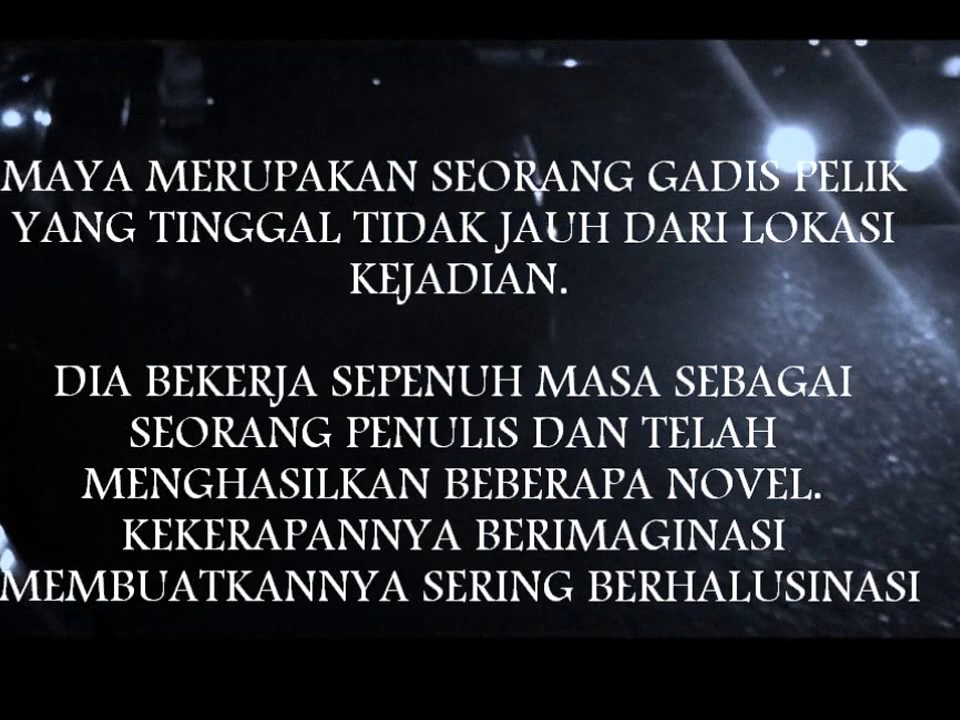 MAYA MERUPAKAN SEORANG GADIS PELIK
YANG TINGGAL TIDAK JAUH DARI LOKASI
KEJADIAN.
DIA BEKERJA SEPENUH MASA SEBAGAI
SEORANG PENULIS DAN TELAH
MENGHASILKAN BEBERAPA NOVEL.
KEKERAPANNYA BERIMAGINASI
MEMBUATKANNYA SERING BERHALUSINASI